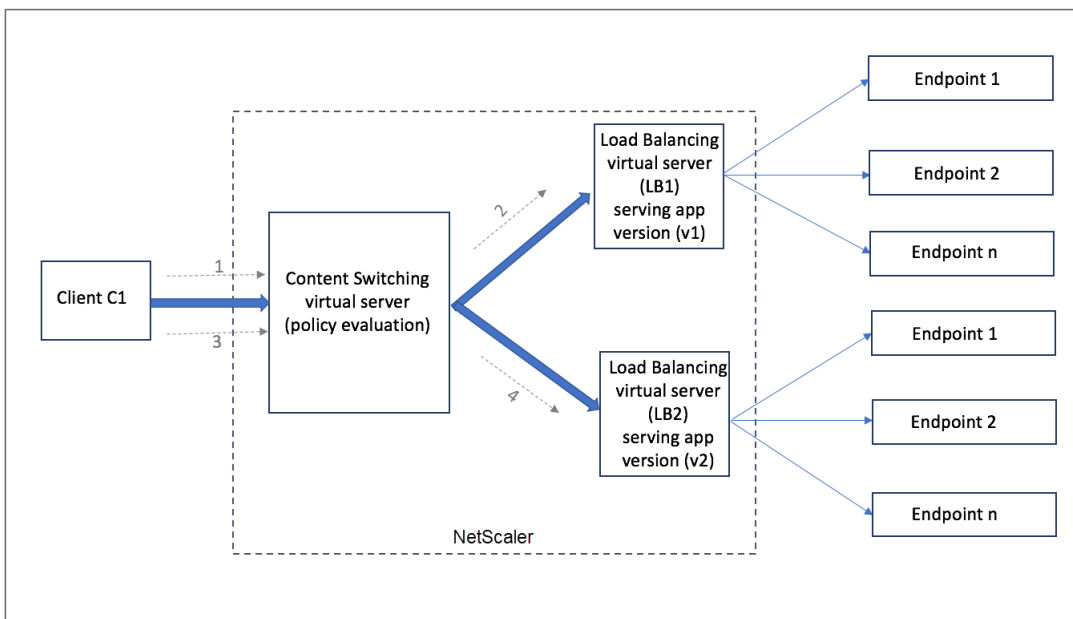 Client C1
1
3
Content Switching
virtual server
(policy evaluation)
2
4
Load Balancing
virtual server
(LB1)
serving app
version (v1)
Load Balancing
virtual server
(LB2)
serving app
version (v2)
NetScaler
Endpoint 1
Endpoint 2
Endpoint n
Endpoint 1
Endpoint 2
Endpoint n